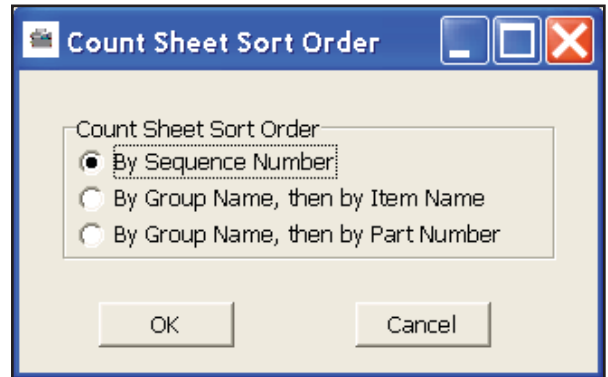 Count Sheet Sort Order
Count Sheet Sort Order
By Sequence Number
By Group Name, then by Item Name
By Group Name, then by Part Number
OK Cancel